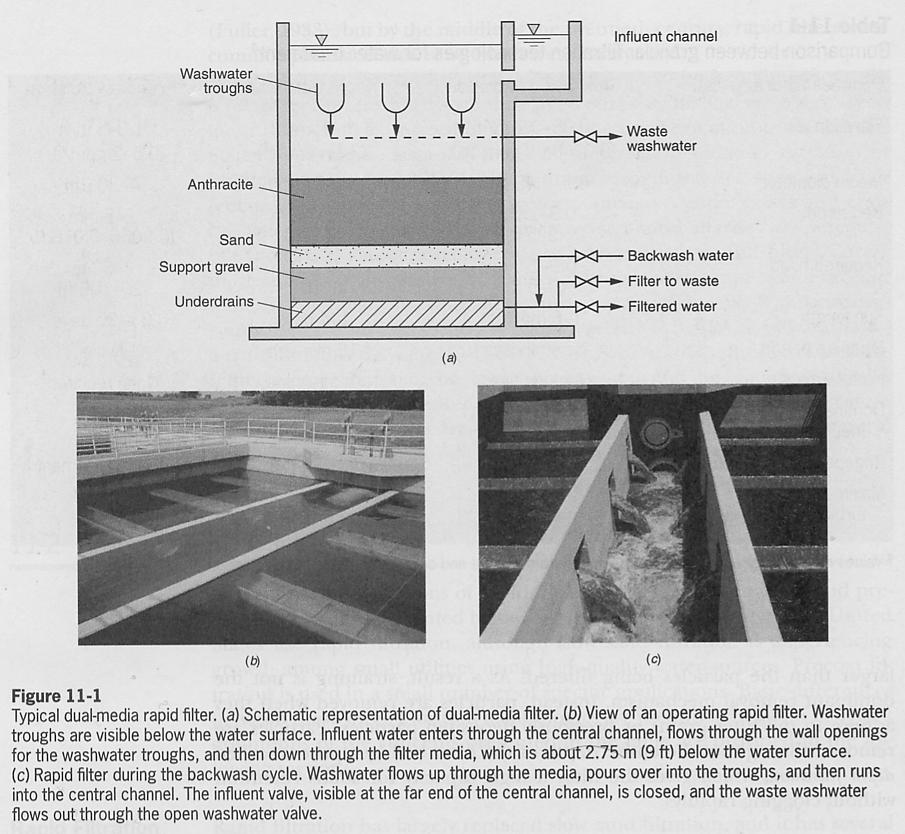 Influent channel
Washwater
troughs
Waste
washwater
Anthracite
Sand
Support gravel
Underdrains
Backwash water
Filter to waste
Filtered water
(a)
(b)
(c)
Figure 11-1
Typical dual-media rapid filter. (a) Schematic representation of dual-media filter. (b) View of an operating rapid filter. Washwater
troughs are visible below the water surface. Influent water enters through the central channel, flows through the wall openings
for the washwater troughs, and then down through the filter media, which is about 2.75 m (9 ft) below the water surface.
(c) Rapid filter during the backwash cycle. Washwater flows up through the media, pours over into the troughs, and then runs
into the central channel. The influent valve, visible at the far end of the central channel, is closed, and the waste washwater
flows out through the open washwater valve.